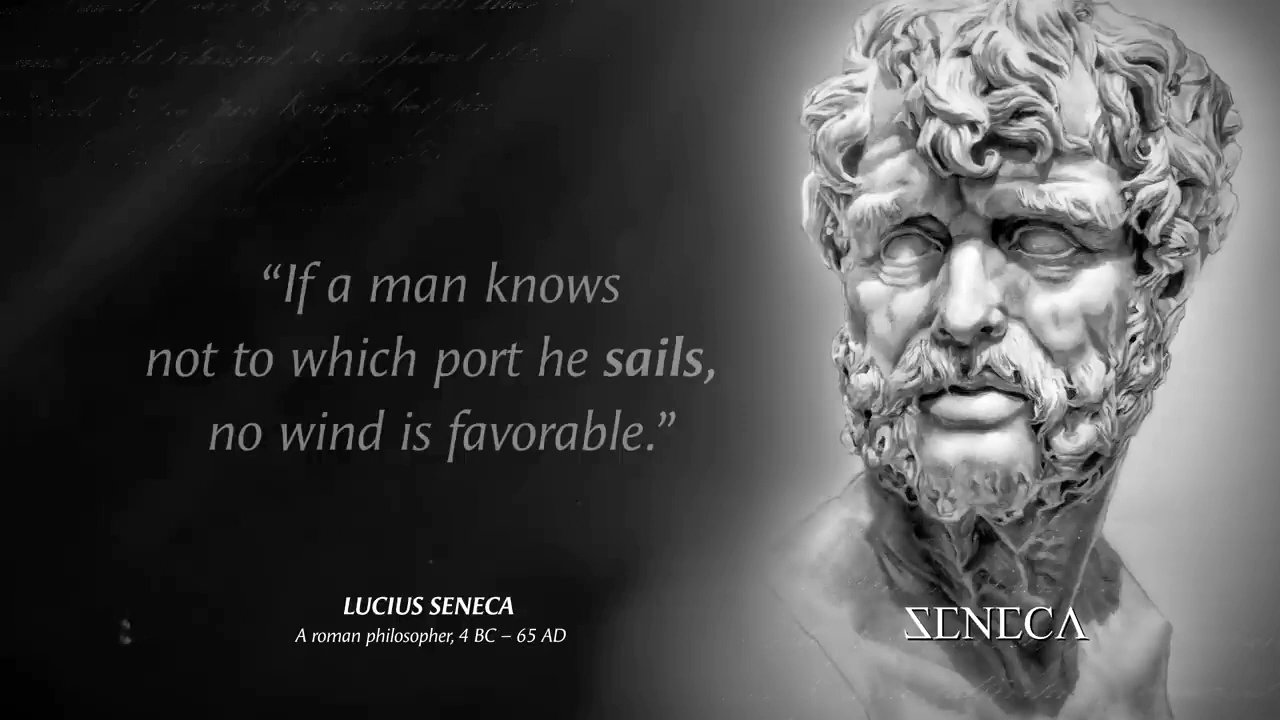 “If a man knows
not to which port he sails,
no wind is favorable.”
LUCIUS SENECA
A roman philosopher, 4 BC – 65 AD
SENECA